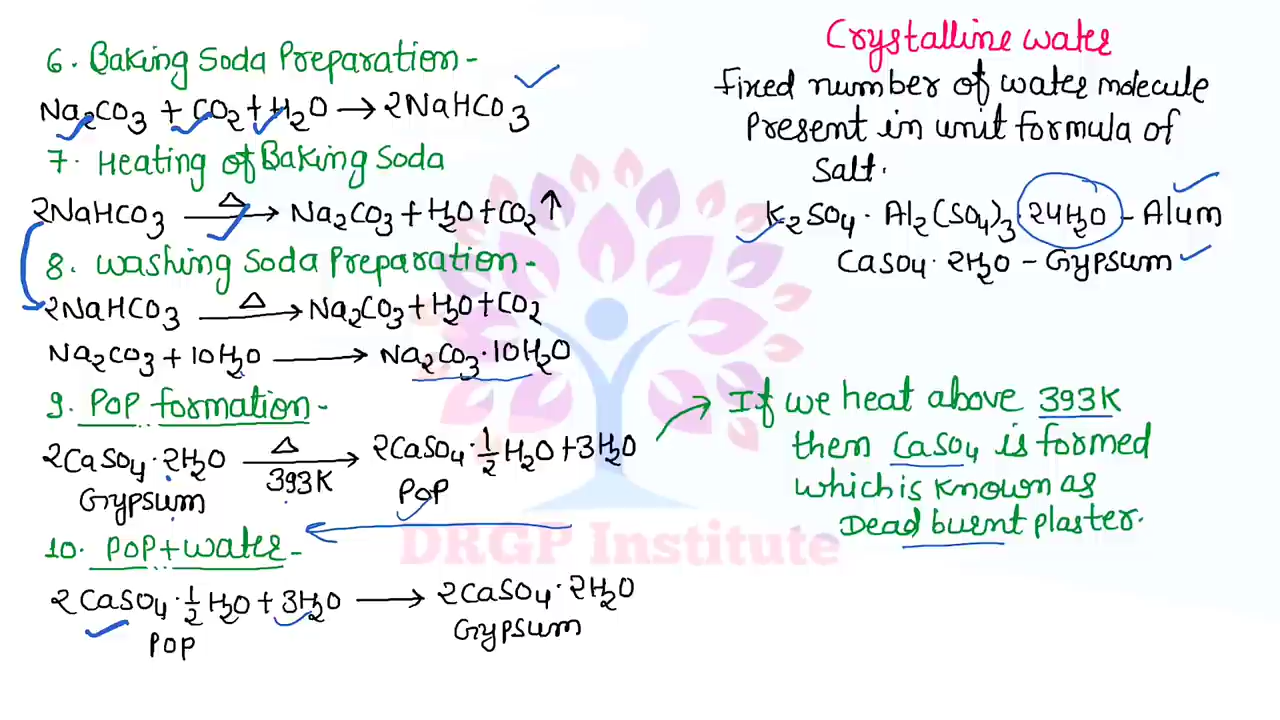 6. Baking Soda Preparation -
Na₂CO₃ + CO₂ + H₂O → 2NaHCO₃
7. Heating of Baking Soda
2NaHCO₃ —Δ→ Na₂CO₃ + H₂O + CO₂↑
8. Washing Soda Preparation -
2NaHCO₃ —Δ→ Na₂CO₃ + H₂O + CO₂
Na₂CO₃ + 10H₂O → Na₂CO₃·10H₂O
9. POP formation -
2CaSO₄·2H₂O —Δ 393K→ 2CaSO₄·½H₂O + 3H₂O
Gypsum POP
10. POP + water -
2CaSO₄·½H₂O + 3H₂O → 2CaSO₄·2H₂O
POP Gypsum
Crystalline water
Fixed number of water molecule
Present in unit formula of
Salt.
K₂SO₄·Al₂(SO₄)₃·24H₂O - Alum
CaSO₄·2H₂O - Gypsum
→ If we heat above 393K
them CaSO₄ is formed
which is known as
Dead burnt plaster.
DRGP Institute